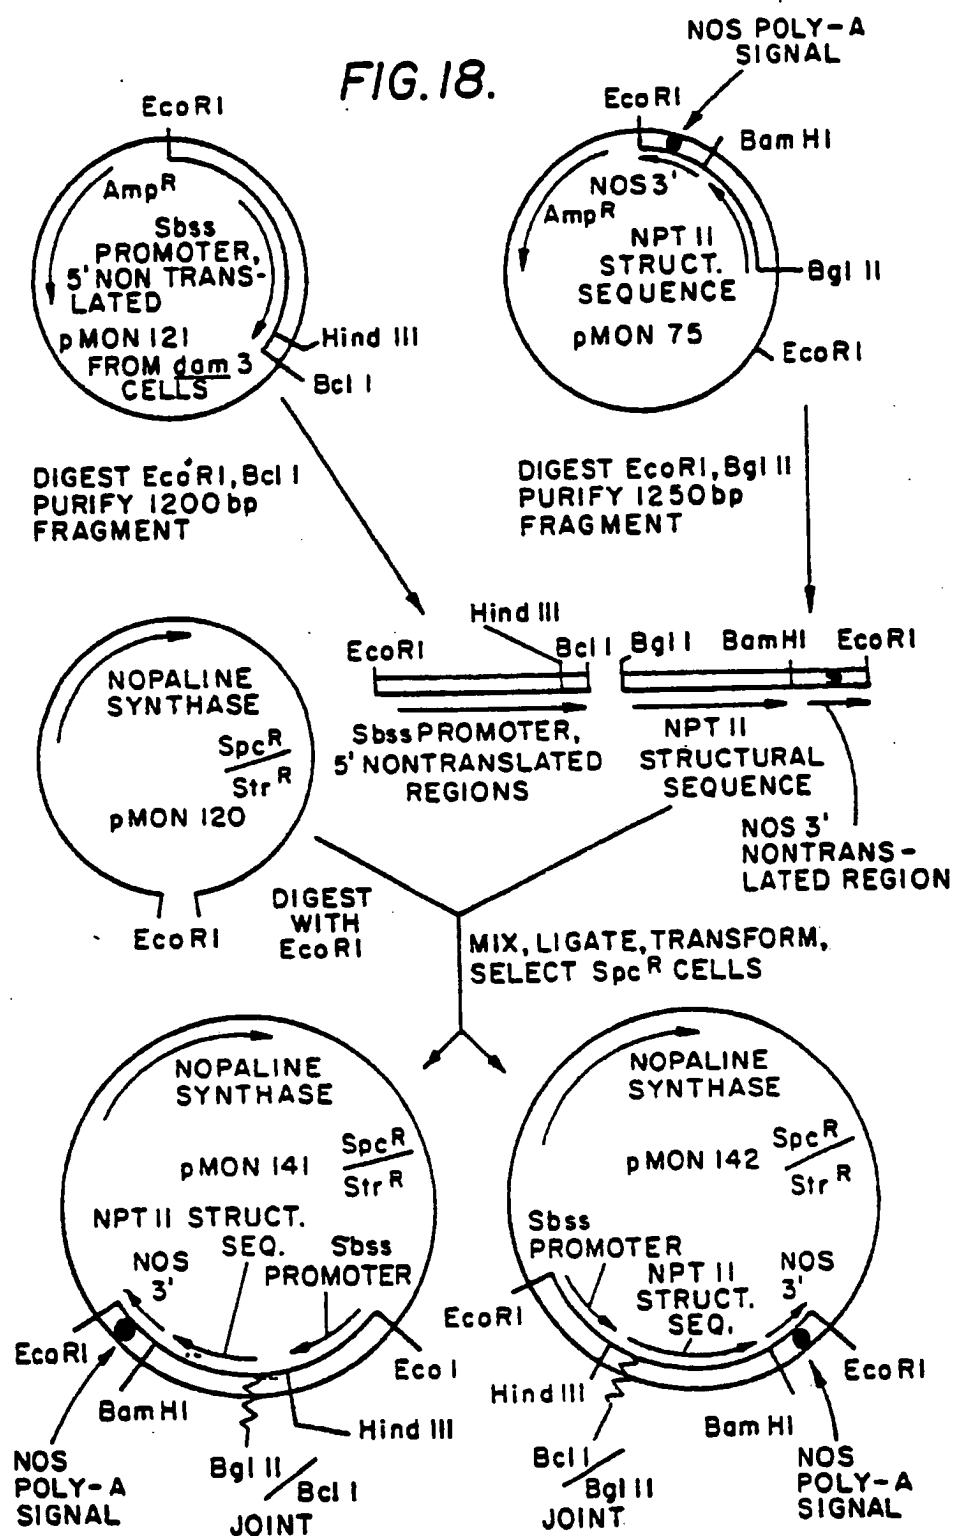 FIG. 18.
NOS POLY-A
SIGNAL
EcoRI
AmpR
Sbss
PROMOTER,
5' NON TRANS-
LATED
pMON 121
FROM dam 3
CELLS
Hind III
Bcl I
EcoRI
BamHI
NOS 3'
AmpR
NPT II
STRUCT.
SEQUENCE
pMON 75
Bgl II
EcoRI
DIGEST EcoRI, Bcl I
PURIFY 1200 bp
FRAGMENT
DIGEST EcoRI, Bgl II
PURIFY 1250 bp
FRAGMENT
Hind III
EcoRI
Bcl I
Bgl I
BamHI
EcoRI
Sbss PROMOTER,
5' NONTRANSLATED
REGIONS
NPT II
STRUCTURAL
SEQUENCE
NOS 3'
NONTRANS-
LATED REGION
NOPALINE
SYNTHASE
SpcR
StrR
pMON 120
EcoRI
DIGEST
WITH
EcoRI
MIX, LIGATE, TRANSFORM,
SELECT SpcR CELLS
NOPALINE
SYNTHASE
pMON 141
SpcR
StrR
NPT II STRUCT.
SEQ.
NOS
3'
Sbss
PROMOTER
EcoRI
BamHI
Eco I
Hind III
Bgl II
Bcl I
JOINT
NOS
POLY-A
SIGNAL
NOPALINE
SYNTHASE
pMON 142
SpcR
StrR
Sbss
PROMOTER
NPT II
STRUCT.
SEQ.
NOS
3'
EcoRI
Hind III
EcoRI
BamHI
Bcl I
Bgl II
JOINT
NOS
POLY-A
SIGNAL